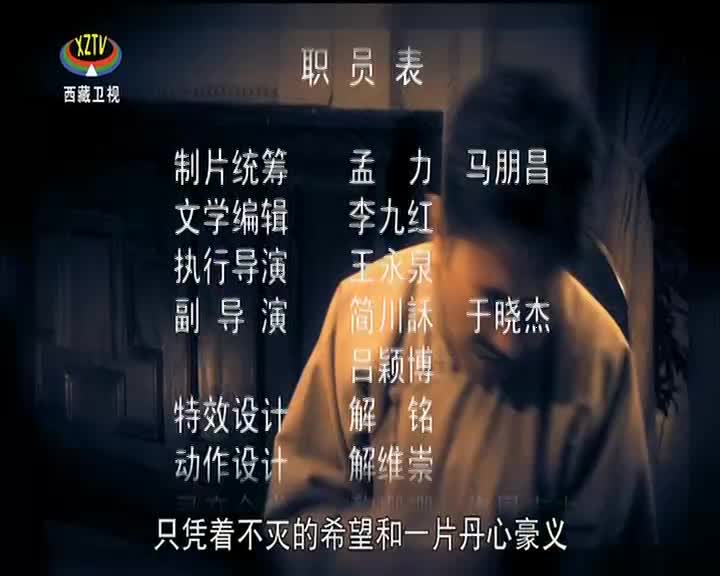 XZTV
西藏卫视
职员表
制片统筹 孟力 马朋昌
文学编辑 李九红
执行导演 王永泉
副导演 简川訸 于晓杰
吕颖博
特效设计 解铭
动作设计 解维崇
只凭着不灭的希望和一片丹心豪义